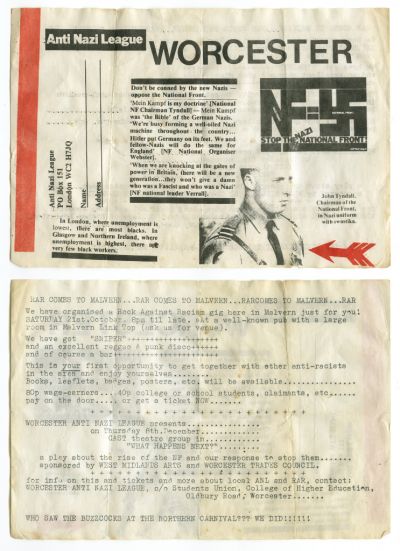 Anti Nazi League
WORCESTER
Don't be conned by the new Nazis —
oppose the National Front.
'Mein Kampf is my doctrine' [National
NF Chairman Tyndall] — Mein Kampf
was 'the Bible' of the German Nazis.
'We're busy forming a well-oiled Nazi
machine throughout the country...
Hitler put Germany on its feet. We and
fellow-Nazis will do the same for
England' [NF National Organiser
Webster].
'When we are knocking at the gates of
power in Britain, there will be a new
generation...they won't give a damn
who was a Fascist and who was a Nazi'
[NF national leader Verrall].
NF=
STOP THE NAZI
NATIONAL FRONT!
John Tyndall,
Chairman of the
National Front,
in Nazi uniform
with swastika.
Anti Nazi League
PO Box 151
London WC2 H7JQ
Name
Address
In London, where unemployment is
lowest, there are most blacks. In
Glasgow and Northern Ireland, where
unemployment is highest, there are
very few black workers.
RAR COMES TO MALVERN...RAR COMES TO MALVERN...RARCOMES TO MALVERN...RAR
We have organised a Rock Against Racism gig here in Malvern just for you!
SATURDAY 21st.October. 8pm til late. At a well-known pub with a large
room in Malvern Link Top (ask us for venue).
We have got "SNIPER"++++++++++++++++++++
and an excellent reggae & punk disco+++++++
and of course a bar+++++++++++++++++++++
This is your first opportunity to get together with other anti-racists
in the area and enjoy yourselves.......
Books, leaflets, badges, posters, etc. will be available...............
80p wage-earners....40p college or school students, claimants, etc.....
pay on the door.... or get a ticket NOW.......
+ + + + + + + + + + + + + + + + + + + +
WORCESTER ANTI NAZI LEAGUE presents..............
on Thursday 6th.December............
CAST theatre group in.........
"WHAT HAPPENS NEXT?"........
a play about the rise of the NF and our response to stop them.......
sponsored by WEST MIDLANDS ARTS and WORCESTER TRADES COUNCIL.
+ + + + + + + + + + + + + + + + + + + +
for info on this and tickets and more about local ANL and RAR, contact:
WORCESTER ANTI NAZI LEAGUE, c/o Students Union, College of Higher Education,
Oldbury Road, Worcester......
WHO SAW THE BUZZCOCKS AT THE NORTHERN CARNIVAL??? WE DID!!!!!!